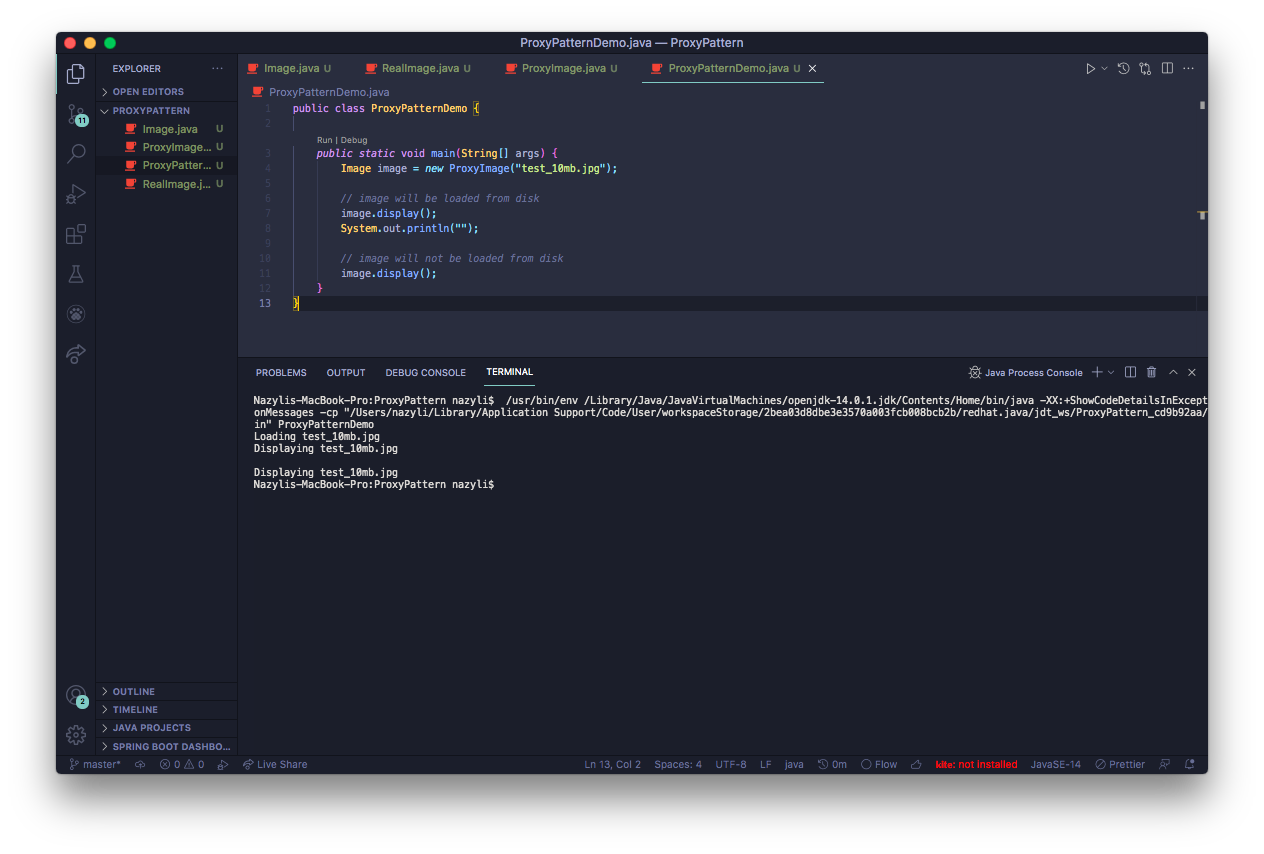 ProxyPatternDemo.java — ProxyPattern
EXPLORER
OPEN EDITORS
PROXYPATTERN
Image.java U
ProxyImage... U
ProxyPatter... U
RealImage.j... U
11
2
OUTLINE
TIMELINE
JAVA PROJECTS
SPRING BOOT DASHBO...
Image.java U
RealImage.java U
ProxyImage.java U
ProxyPatternDemo.java U
ProxyPatternDemo.java
1 public class ProxyPatternDemo {
2
Run | Debug
3 public static void main(String[] args) {
4 Image image = new ProxyImage("test_10mb.jpg");
5
6 // image will be loaded from disk
7 image.display();
8 System.out.println("");
9
10 // image will not be loaded from disk
11 image.display();
12 }
13 }
PROBLEMS OUTPUT DEBUG CONSOLE TERMINAL
Java Process Console
Nazylis-MacBook-Pro:ProxyPattern nazyli$ /usr/bin/env /Library/Java/JavaVirtualMachines/openjdk-14.0.1.jdk/Contents/Home/bin/java -XX:+ShowCodeDetailsInExcept
onMessages -cp "/Users/nazyli/Library/Application Support/Code/User/workspaceStorage/2bea03d8dbe3e3570a003fcb008bcb2b/redhat.java/jdt_ws/ProxyPattern_cd9b92aa/
in" ProxyPatternDemo
Loading test_10mb.jpg
Displaying test_10mb.jpg
Displaying test_10mb.jpg
Nazylis-MacBook-Pro:ProxyPattern nazyli$
master* 0 0 Live Share Ln 13, Col 2 Spaces: 4 UTF-8 LF java 0m Flow kite: not installed JavaSE-14 Prettier